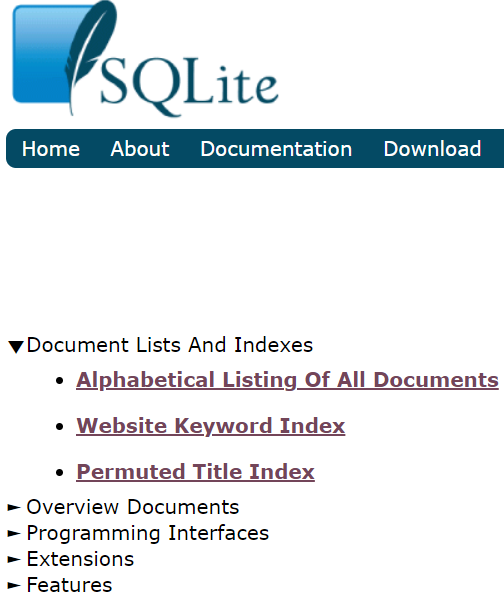 SQLite
Home About Documentation Download
Document Lists And Indexes
Alphabetical Listing Of All Documents
Website Keyword Index
Permuted Title Index
Overview Documents
Programming Interfaces
Extensions
Features